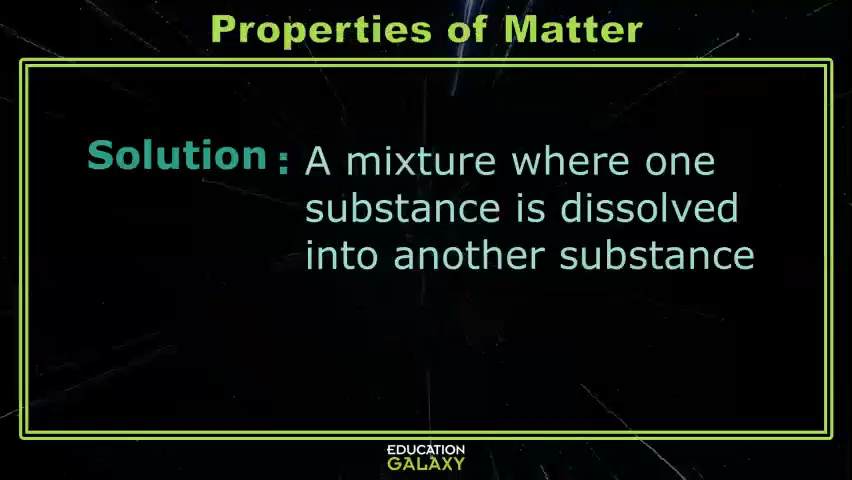 Properties of Matter
Solution : A mixture where one
substance is dissolved
into another substance
EDUCATION
GALAXY